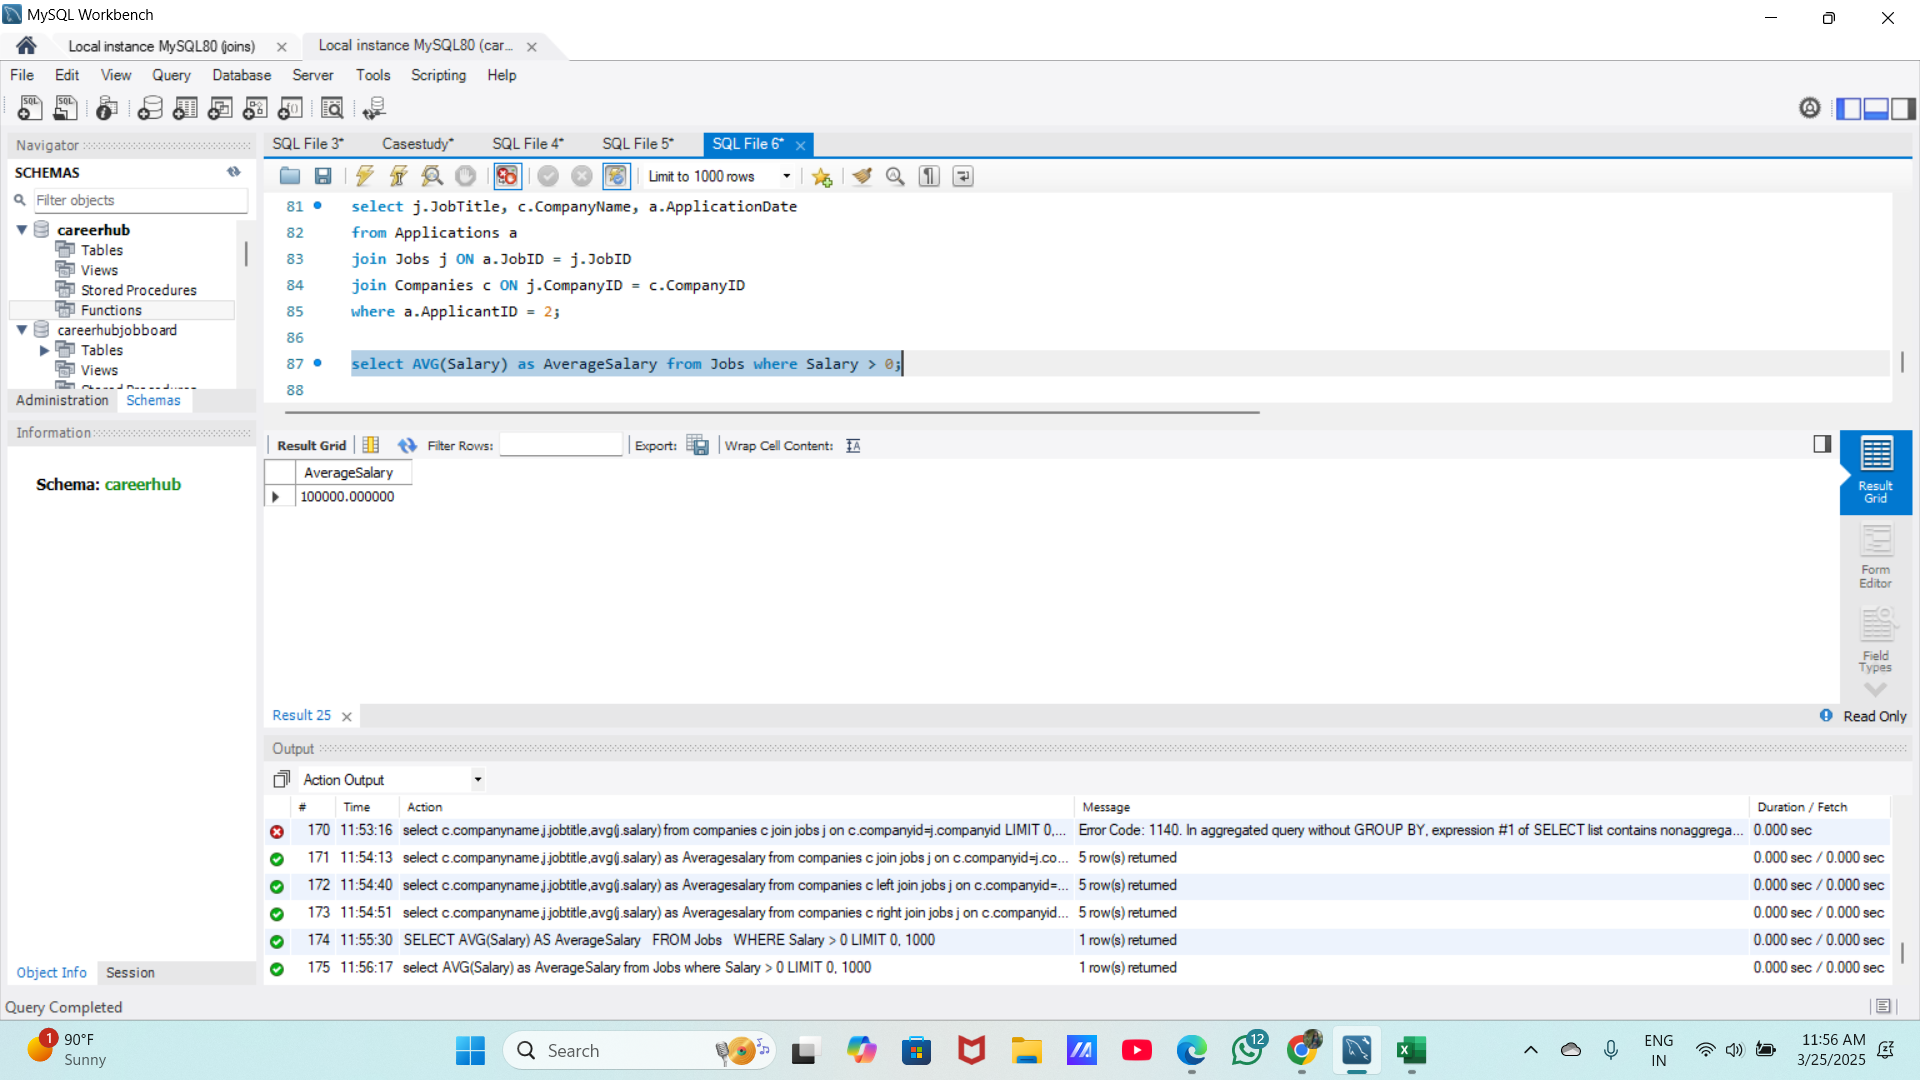 MySQL Workbench
Local instance MySQL80 (joins)
Local instance MySQL80 (car...
File Edit View Query Database Server Tools Scripting Help
Navigator
SQL File 3* Casestudy* SQL File 4* SQL File 5* SQL File 6*
SCHEMAS
Limit to 1000 rows
Filter objects
careerhub
Tables
Views
Stored Procedures
Functions
careerhubjobboard
Tables
Views
Administration Schemas
81 select j.JobTitle, c.CompanyName, a.ApplicationDate
82 from Applications a
83 join Jobs j ON a.JobID = j.JobID
84 join Companies c ON j.CompanyID = c.CompanyID
85 where a.ApplicantID = 2;
86
87 select AVG(Salary) as AverageSalary from Jobs where Salary > 0;
88
Information
Schema: careerhub
Result Grid Filter Rows: Export: Wrap Cell Content:
AverageSalary
100000.000000
Result Grid
Form Editor
Field Types
Result 25
Read Only
Output
Action Output
# Time Action Message Duration / Fetch
170 11:53:16 select c.companyname,j.jobtitle,avg(j.salary) from companies c join jobs j on c.companyid=j.companyid LIMIT 0,... Error Code: 1140. In aggregated query without GROUP BY, expression #1 of SELECT list contains nonaggrega... 0.000 sec
171 11:54:13 select c.companyname,j.jobtitle,avg(j.salary) as Averagesalary from companies c join jobs j on c.companyid=j.co... 5 row(s) returned 0.000 sec / 0.000 sec
172 11:54:40 select c.companyname,j.jobtitle,avg(j.salary) as Averagesalary from companies c left join jobs j on c.companyid=... 5 row(s) returned 0.000 sec / 0.000 sec
173 11:54:51 select c.companyname,j.jobtitle,avg(j.salary) as Averagesalary from companies c right join jobs j on c.companyid... 5 row(s) returned 0.000 sec / 0.000 sec
174 11:55:30 SELECT AVG(Salary) AS AverageSalary FROM Jobs WHERE Salary > 0 LIMIT 0, 1000 1 row(s) returned 0.000 sec / 0.000 sec
175 11:56:17 select AVG(Salary) as AverageSalary from Jobs where Salary > 0 LIMIT 0, 1000 1 row(s) returned 0.000 sec / 0.000 sec
Object Info Session
Query Completed
1
90°F
Sunny
Search
12
ENG
IN
11:56 AM
3/25/2025